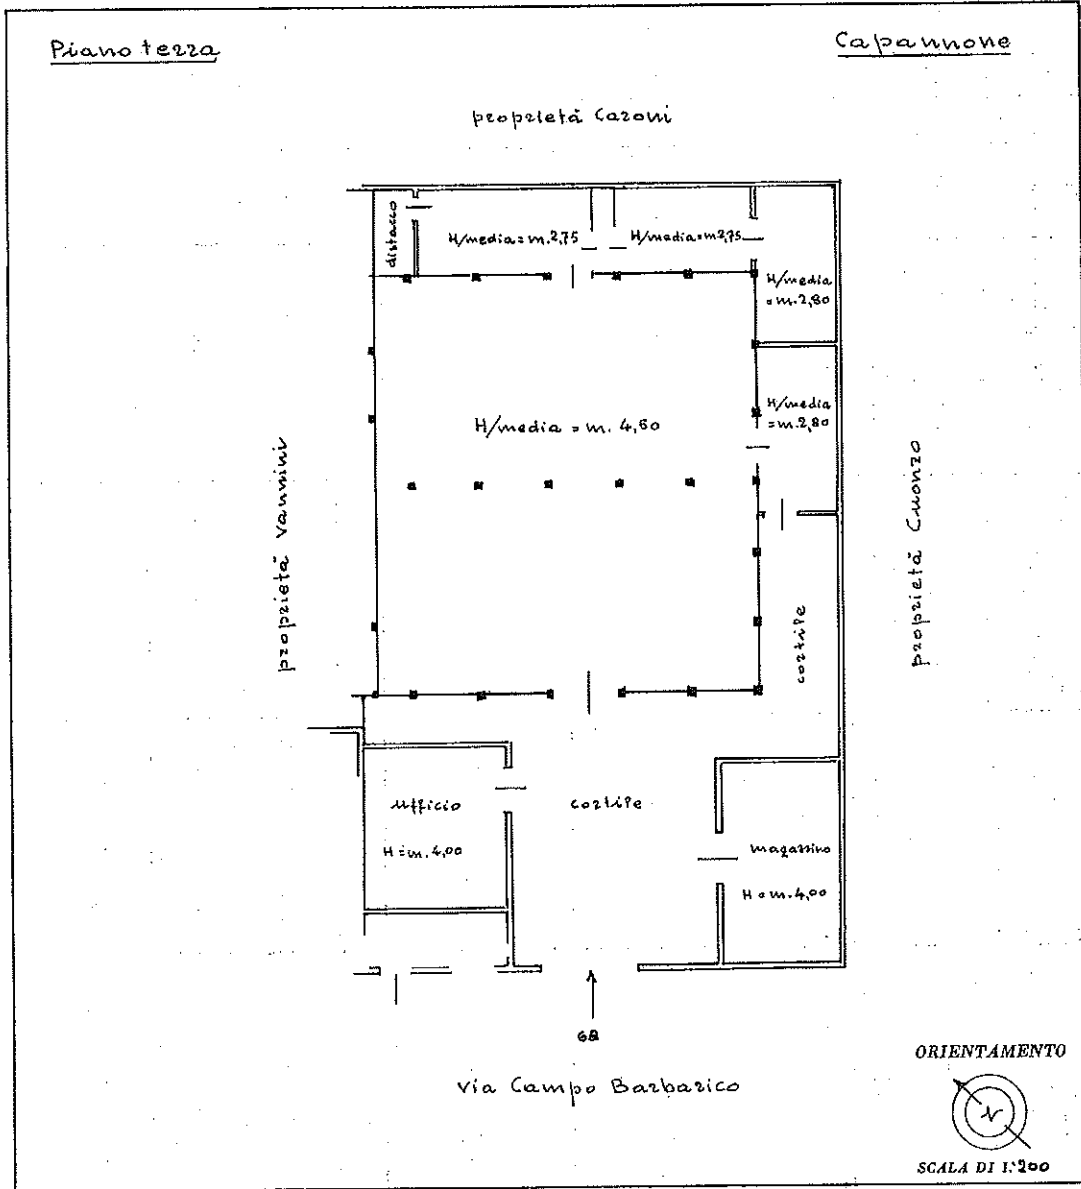 Piano terra
Capannone
proprietà Caroni
distacco
H/media = m. 2,75
H/media = m 2,75
H/media
= m. 2,80
H/media
= m. 2,80
H/media = m. 4,60
proprietà Vannini
proprietà Cuonzo
cortile
ufficio
H = m. 4,00
cortile
magazzino
H = m. 4,00
via Campo Barbarico
ORIENTAMENTO
N
SCALA DI 1:200